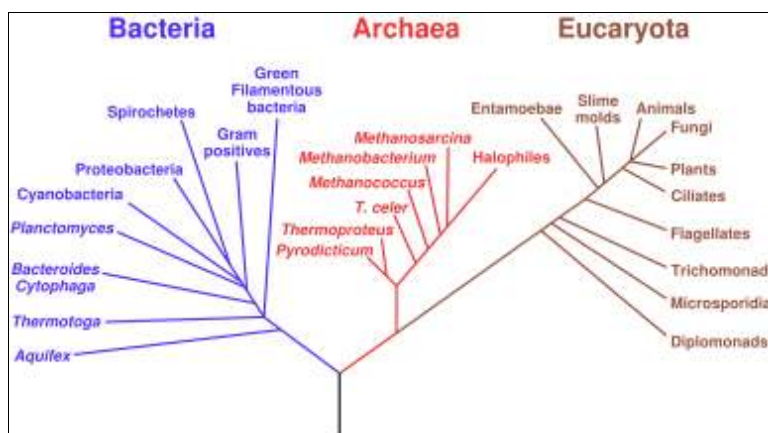 Bacteria
Archaea
Eucaryota
Green
Filamentous
bacteria
Spirochetes
Gram
positives
Proteobacteria
Cyanobacteria
Planctomyces
Bacteroides
Cytophaga
Thermotoga
Aquifex
Methanosarcina
Methanobacterium
Halophiles
Methanococcus
T. celer
Thermoproteus
Pyrodicticum
Entamoebae
Slime
molds
Animals
Fungi
Plants
Ciliates
Flagellates
Trichomonad
Microsporidia
Diplomonads